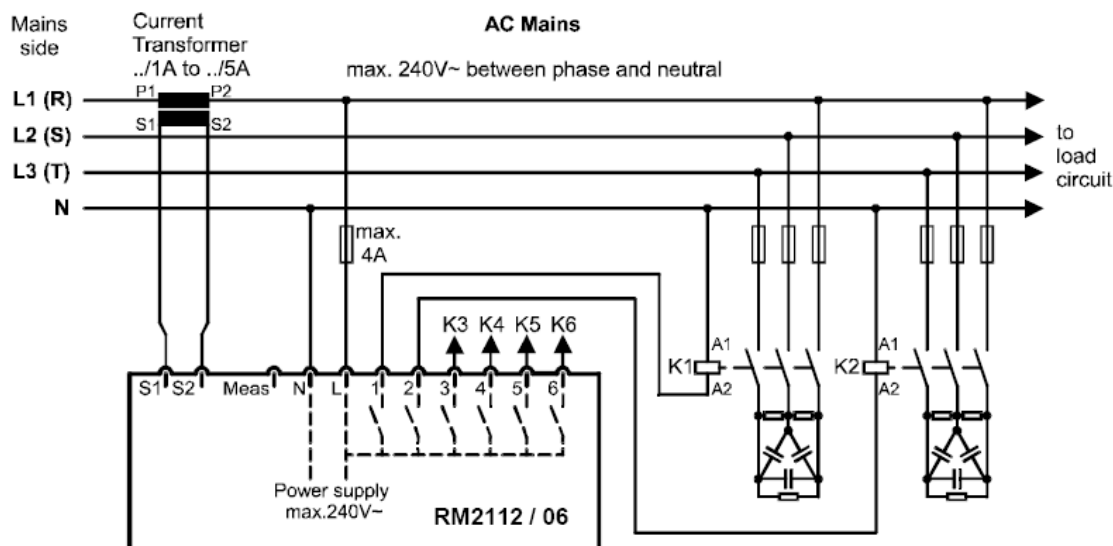 Mains
side
Current
Transformer
../1A to ../5A
AC Mains
max. 240V~ between phase and neutral
P1
P2
L1 (R)
S1
S2
L2 (S)
to
load
circuit
L3 (T)
N
max.
4A
K3 K4 K5 K6
K1
A1
A2
K2
A1
A2
S1 S2 Meas N L 1 2 3 4 5 6
Power supply
max.240V~
RM2112 / 06